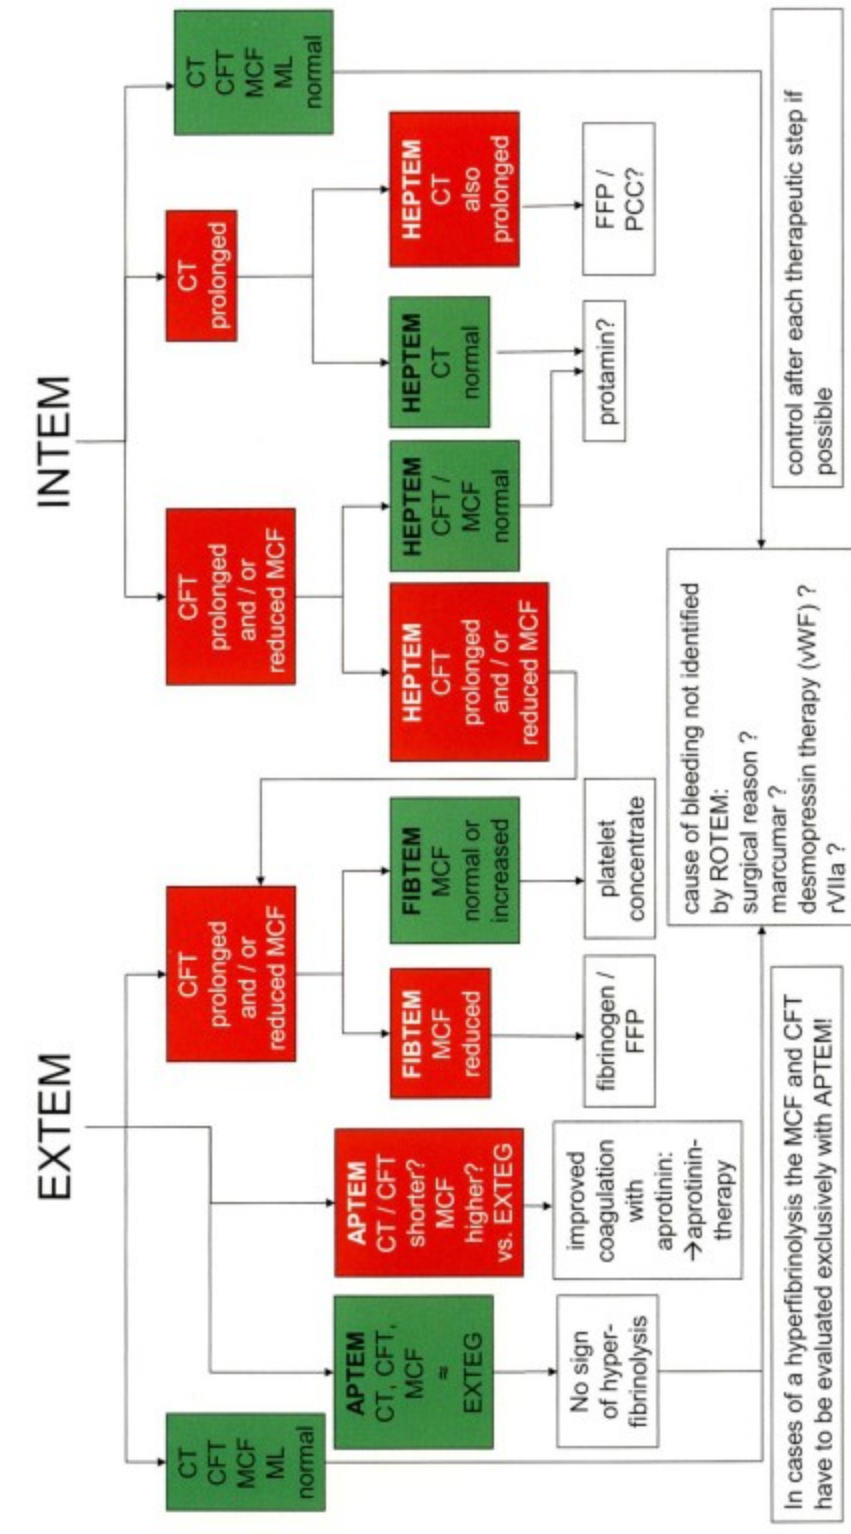 EXTEM
INTEM
CT
CFT
MCF
ML
normal
CFT
prolonged
and / or
reduced MCF
CFT
prolonged
and / or
reduced MCF
CT
prolonged
CT
CFT
MCF
ML
normal
APTEM
CT, CFT,
MCF
≈
EXTEG
APTEM
CT / CFT
shorter?
MCF
higher?
vs. EXTEG
FIBTEM
MCF
reduced
FIBTEM
MCF
normal or
increased
HEPTEM
CFT
prolonged
and / or
reduced MCF
HEPTEM
CFT /
MCF
normal
HEPTEM
CT
normal
HEPTEM
CT
also
prolonged
No sign
of hyper-
fibrinolysis
improved
coagulation
with
aprotinin:
→aprotinin-
therapy
fibrinogen /
FFP
platelet
concentrate
protamin?
FFP /
PCC?
cause of bleeding not identified
by ROTEM:
surgical reason ?
marcumar ?
desmopressin therapy (vWF) ?
rVIIa ?
In cases of a hyperfibrinolysis the MCF and CFT
have to be evaluated exclusively with APTEM!
control after each therapeutic step if
possible